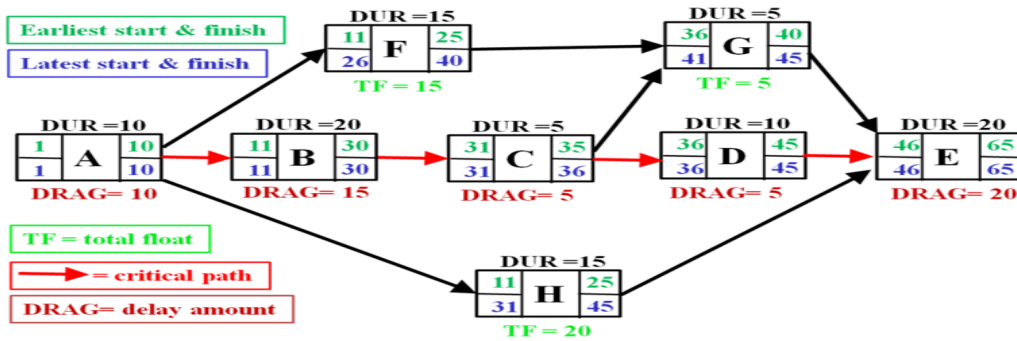 Earliest start & finish
Latest start & finish
DUR =15
11 F 25
26 40
TF = 15
DUR =5
36 G 40
41 45
TF = 5
DUR =10
1 A 10
1 10
DRAG= 10
DUR =20
11 B 30
11 30
DRAG= 15
DUR =5
31 C 35
31 36
DRAG= 5
DUR =10
36 D 45
36 45
DRAG= 5
DUR =20
46 E 65
46 65
DRAG= 20
TF = total float
= critical path
DRAG= delay amount
DUR =15
11 H 25
31 45
TF = 20